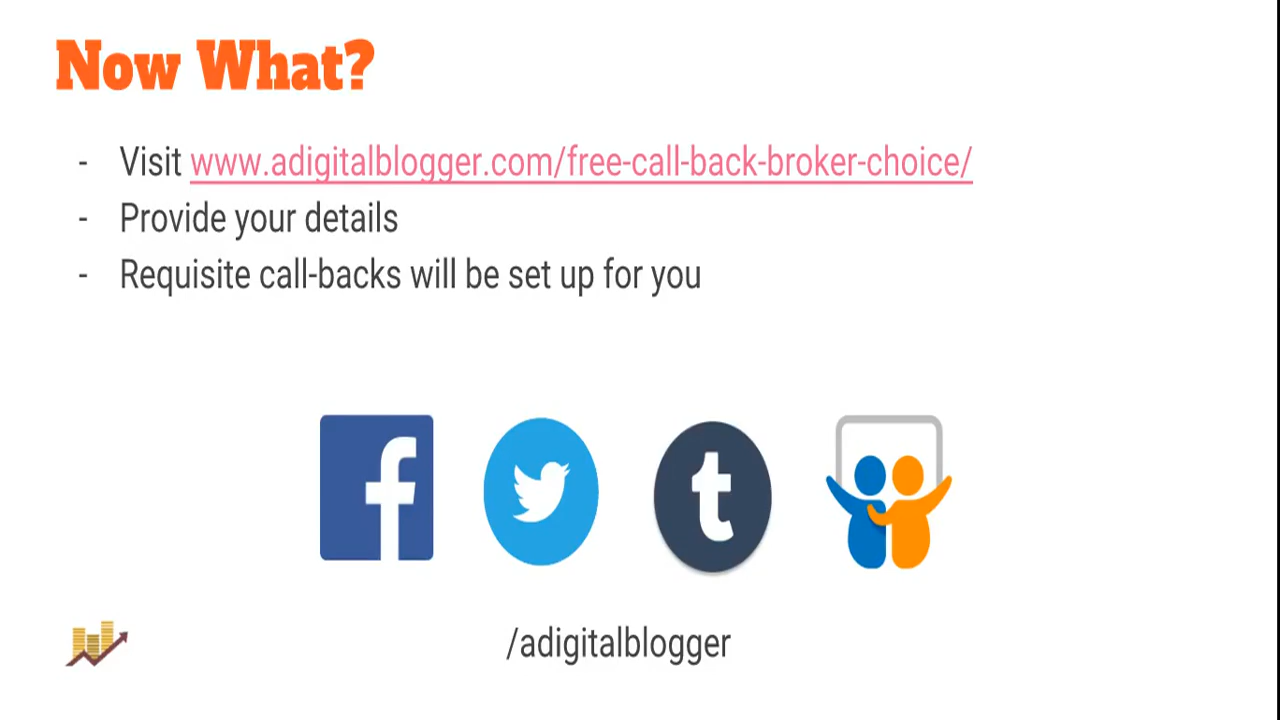 Now What?
- Visit www.adigitalblogger.com/free-call-back-broker-choice/
- Provide your details
- Requisite call-backs will be set up for you
/adigitalblogger